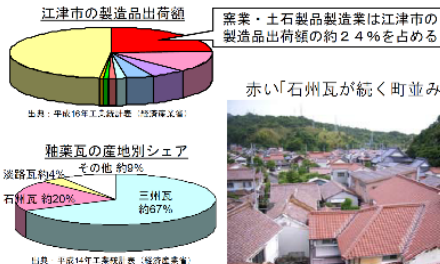 江津市の製造品出荷額
窯業・土石製品製造業は江津市の
製造品出荷額の約24%を占める
出典：平成16年工業統計表（経済産業省）
赤い「石州瓦が続く町並み
釉薬瓦の産地別シェア
その他 約9%
淡路瓦約4%
石州瓦 約20%
三州瓦
約67%
出典：平成14年工業統計表（経済産業省）